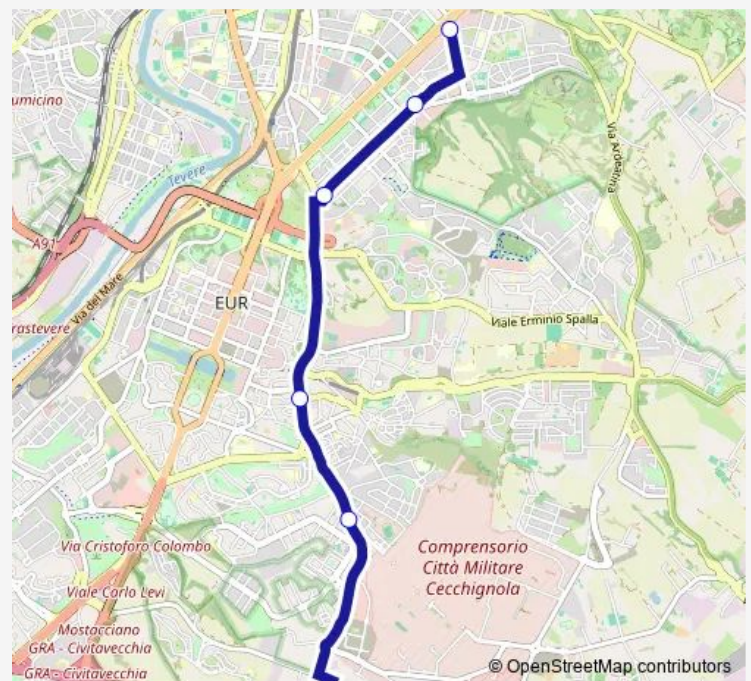 umicino
Tevere
Via Ardeatina
A91
Via del Mare
EUR
rastevere
Viale Erminio Spalla
Via Cristoforo Colombo
Comprensorio
Città Militare
Cecchignola
Viale Carlo Levi
Mostacciano
GRA - Civitavecchia
GRA - Civitavecchia
© OpenStreetMap contributors